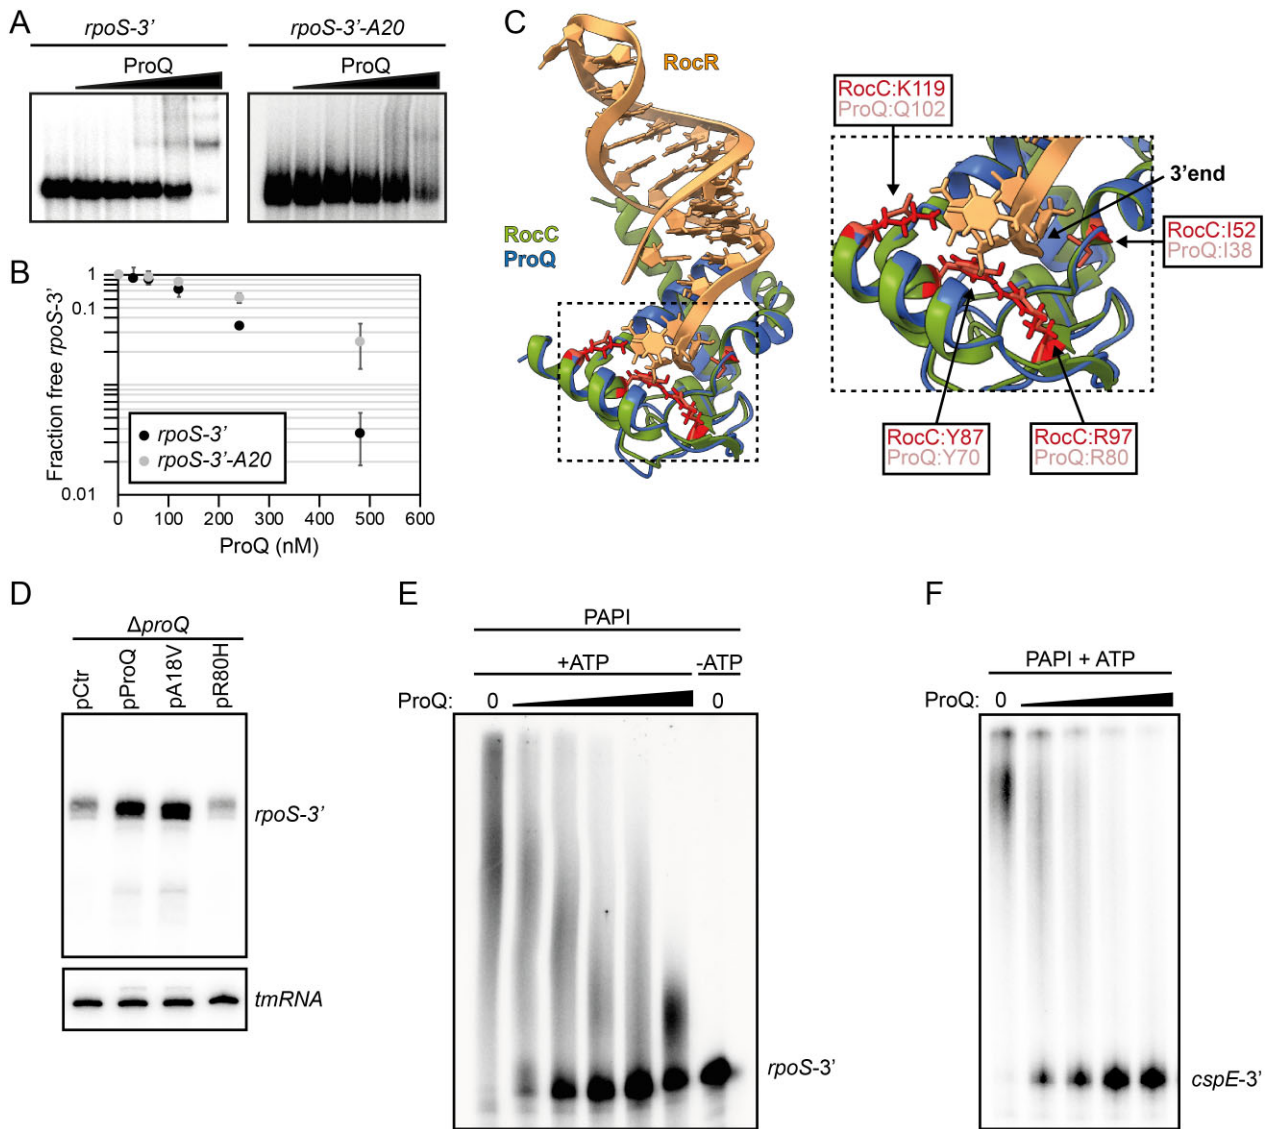 A
rpoS-3’
rpoS-3’-A20
ProQ
ProQ
B
Fraction free rpoS-3’
1
0.1
0.01
rpoS-3’
rpoS-3’-A20
0 100 200 300 400 500 600
ProQ (nM)
C
RocR
RocC
ProQ
RocC:K119
ProQ:Q102
3’end
RocC:I52
ProQ:I38
RocC:Y87
ProQ:Y70
RocC:R97
ProQ:R80
D
ΔproQ
pCtr
pProQ
pA18V
pR80H
rpoS-3’
tmRNA
E
PAPI
+ATP
-ATP
ProQ: 0 0
rpoS-3’
F
PAPI + ATP
ProQ: 0
cspE-3’